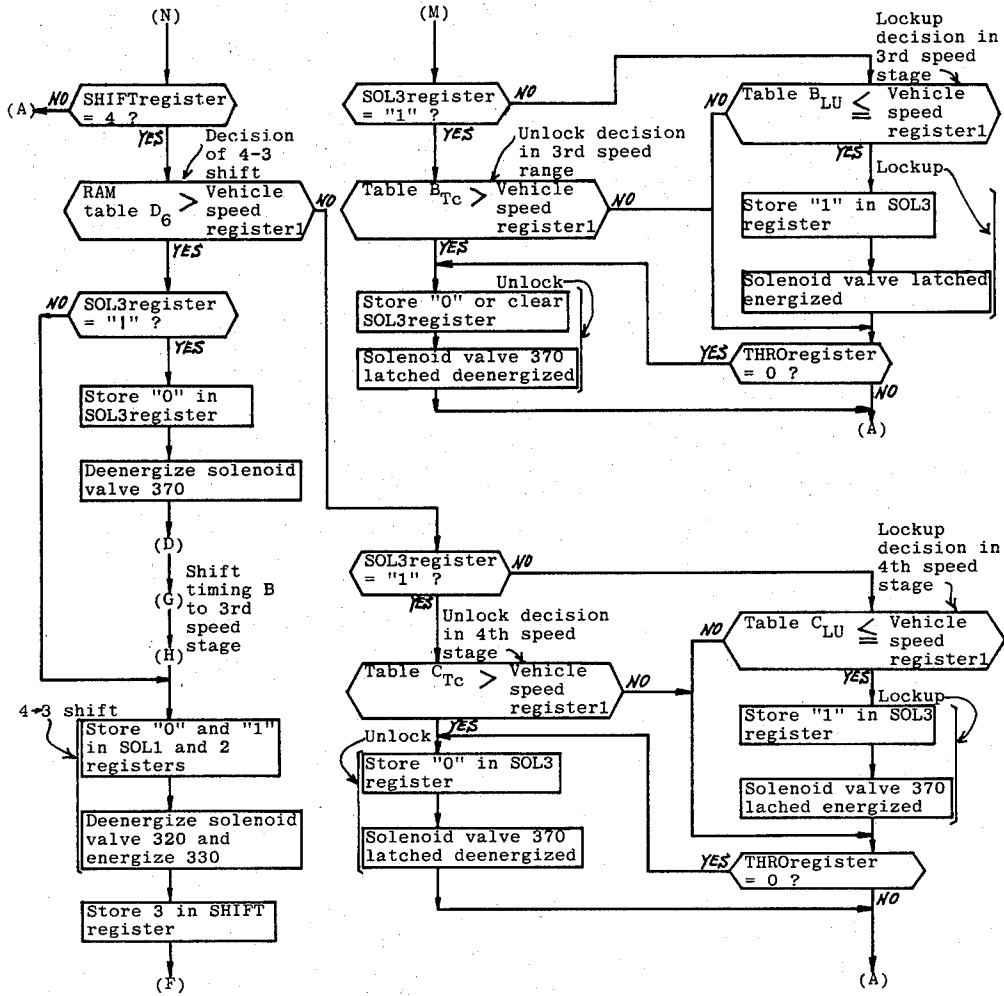 (N)
SHIFTregister
= 4 ?
NO
(A)
YES
Decision
of 4-3
shift
RAM
table D6 > Vehicle
speed
register1
NO
YES
SOL3register
= "1" ?
NO
YES
Store "0" in
SOL3register
Deenergize solenoid
valve 370
(D)
Shift
timing B
(G) to 3rd
speed
stage
(H)
4→3 shift
Store "0" and "1"
in SOL1 and 2
registers
Deenergize solenoid
valve 320 and
energize 330
Store 3 in SHIFT
register
(F)
(M)
SOL3register
= "1" ?
NO
YES
Unlock decision
in 3rd speed
range
Table BTc > Vehicle
speed
register1
NO
YES
Unlock
Store "0" or clear
SOL3register
Solenoid valve 370
latched deenergized
Lockup
decision in
3rd speed
stage
NO
Table BLU ≦ Vehicle
speed
register1
YES
Lockup
Store "1" in SOL3
register
Solenoid valve latched
energized
YES
THROregister
= 0 ?
NO
(A)
SOL3register
= "1" ?
NO
YES
Unlock decision
in 4th speed
stage
Table CTc > Vehicle
speed
register1
NO
YES
Unlock
Store "0" in SOL3
register
Solenoid valve 370
latched deenergized
Lockup
decision in
4th speed
stage
NO
Table CLU ≦ Vehicle
speed
register1
YES
Lockup
Store "1" in SOL3
register
Solenoid valve 370
lached energized
YES
THROregister
= 0 ?
NO
(A)